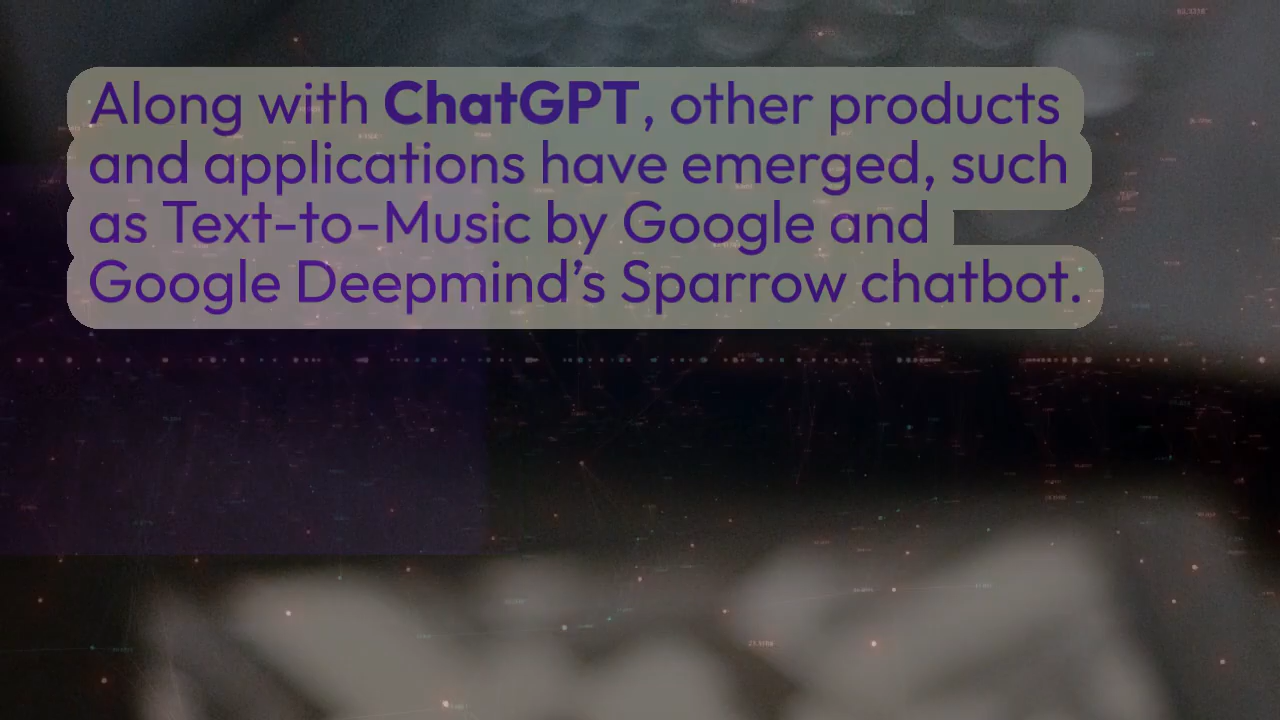 Along with ChatGPT, other products
and applications have emerged, such
as Text-to-Music by Google and
Google Deepmind’s Sparrow chatbot.